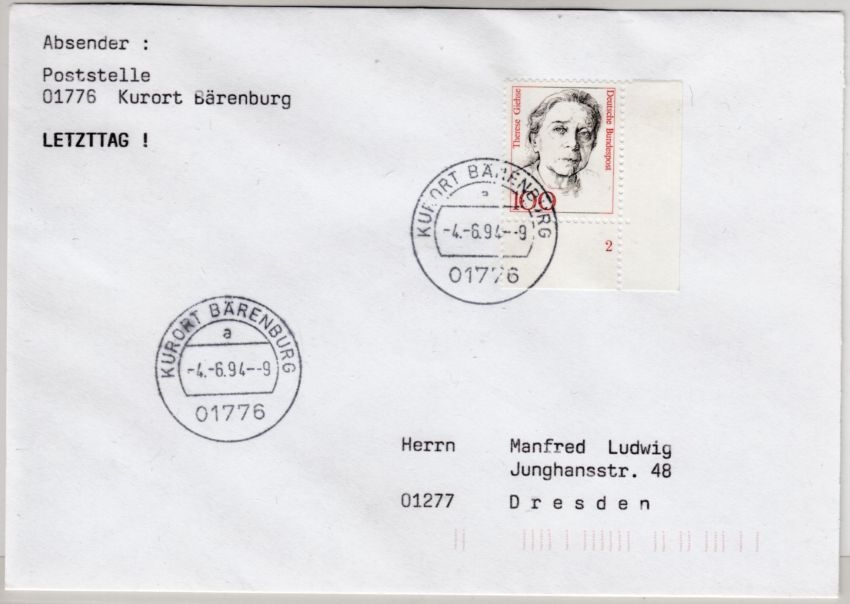 Absender :
Poststelle
01776 Kurort Bärenburg
LETZTTAG !
Therese Giehse
Deutsche Bundespost
100
2
KURORT BÄRENBURG
a
-4.-6.94--9
01776
KURORT BÄRENBURG
a
-4.-6.94--9
01776
Herrn Manfred Ludwig
Junghansstr. 48
01277 D r e s d e n